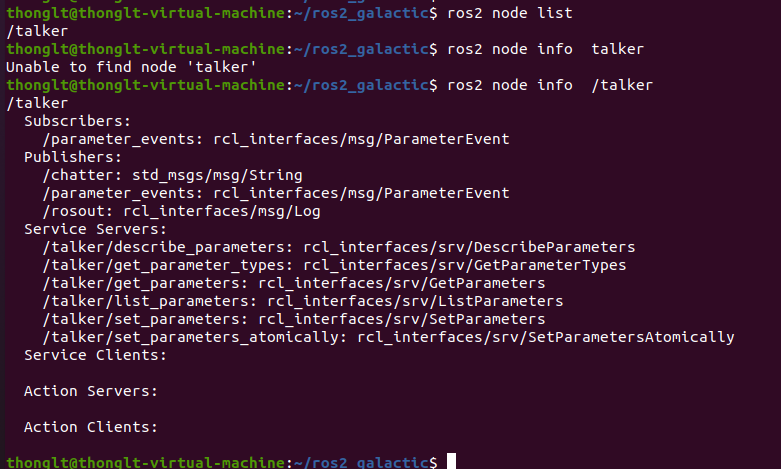 thonglt@thonglt-virtual-machine:~/ros2_galactic$ ros2 node list
/talker
thonglt@thonglt-virtual-machine:~/ros2_galactic$ ros2 node info  talker
Unable to find node 'talker'
thonglt@thonglt-virtual-machine:~/ros2_galactic$ ros2 node info  /talker
/talker
  Subscribers:
    /parameter_events: rcl_interfaces/msg/ParameterEvent
  Publishers:
    /chatter: std_msgs/msg/String
    /parameter_events: rcl_interfaces/msg/ParameterEvent
    /rosout: rcl_interfaces/msg/Log
  Service Servers:
    /talker/describe_parameters: rcl_interfaces/srv/DescribeParameters
    /talker/get_parameter_types: rcl_interfaces/srv/GetParameterTypes
    /talker/get_parameters: rcl_interfaces/srv/GetParameters
    /talker/list_parameters: rcl_interfaces/srv/ListParameters
    /talker/set_parameters: rcl_interfaces/srv/SetParameters
    /talker/set_parameters_atomically: rcl_interfaces/srv/SetParametersAtomically
  Service Clients:
  Action Servers:
  Action Clients:
thonglt@thonglt-virtual-machine:~/ros2_galactic$